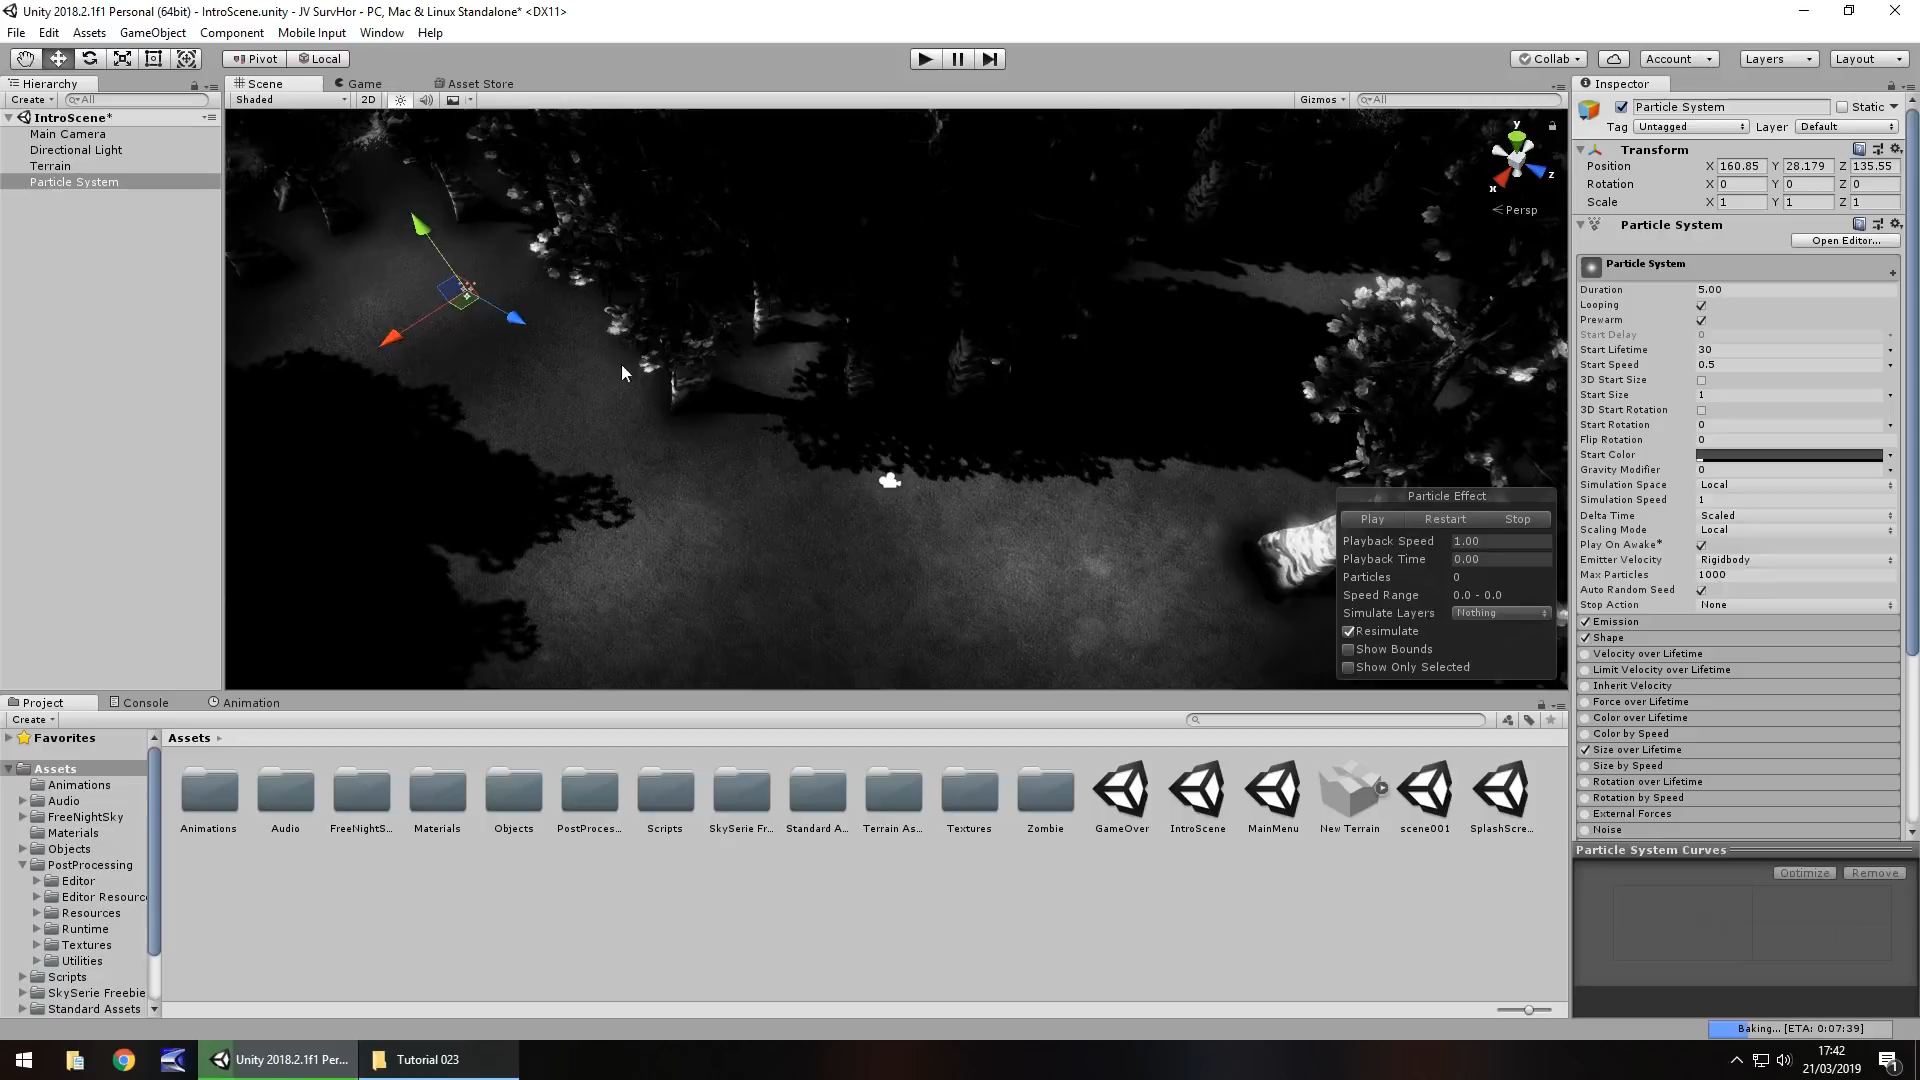 Unity 2018.2.1f1 Personal (64bit) - IntroScene.unity - JV SurvHor - PC, Mac & Linux Standalone* <DX11>
File Edit Assets GameObject Component Mobile Input Window Help
Pivot Local Collab Account Layers Layout
Hierarchy
Create All
IntroScene*
Main Camera
Directional Light
Terrain
Particle System
Scene Game Asset Store
Shaded 2D Gizmos All
y
x
z
Persp
Particle Effect
Play Restart Stop
Playback Speed 1.00
Playback Time 0.00
Particles 0
Speed Range 0.0 - 0.0
Simulate Layers Nothing
Resimulate
Show Bounds
Show Only Selected
Inspector
Particle System Static
Tag Untagged Layer Default
Transform
Position X 160.85 Y 28.179 Z 135.55
Rotation X 0 Y 0 Z 0
Scale X 1 Y 1 Z 1
Particle System
Open Editor...
Particle System
Duration 5.00
Looping
Prewarm
Start Delay 0
Start Lifetime 30
Start Speed 0.5
3D Start Size
Start Size 1
3D Start Rotation
Start Rotation 0
Flip Rotation 0
Start Color
Gravity Modifier 0
Simulation Space Local
Simulation Speed 1
Delta Time Scaled
Scaling Mode Local
Play On Awake*
Emitter Velocity Rigidbody
Max Particles 1000
Auto Random Seed
Stop Action None
Emission
Shape
Velocity over Lifetime
Limit Velocity over Lifetime
Inherit Velocity
Force over Lifetime
Color over Lifetime
Color by Speed
Size over Lifetime
Size by Speed
Rotation over Lifetime
Rotation by Speed
External Forces
Noise
Particle System Curves
Optimize Remove
Project Console Animation
Create
Favorites
Assets
Animations
Audio
FreeNightSky
Materials
Objects
PostProcessing
Editor
Editor Resourc
Resources
Runtime
Textures
Utilities
Scripts
SkySerie Freebie
Standard Assets
Assets
Animations Audio FreeNightS... Materials Objects PostProces... Scripts SkySerie Fr... Standard A... Terrain As... Textures Zombie GameOver IntroScene MainMenu New Terrain scene001 SplashScre...
Baking... [ETA: 0:07:39]
Unity 2018.2.1f1 Per... Tutorial 023
17:42
21/03/2019
1